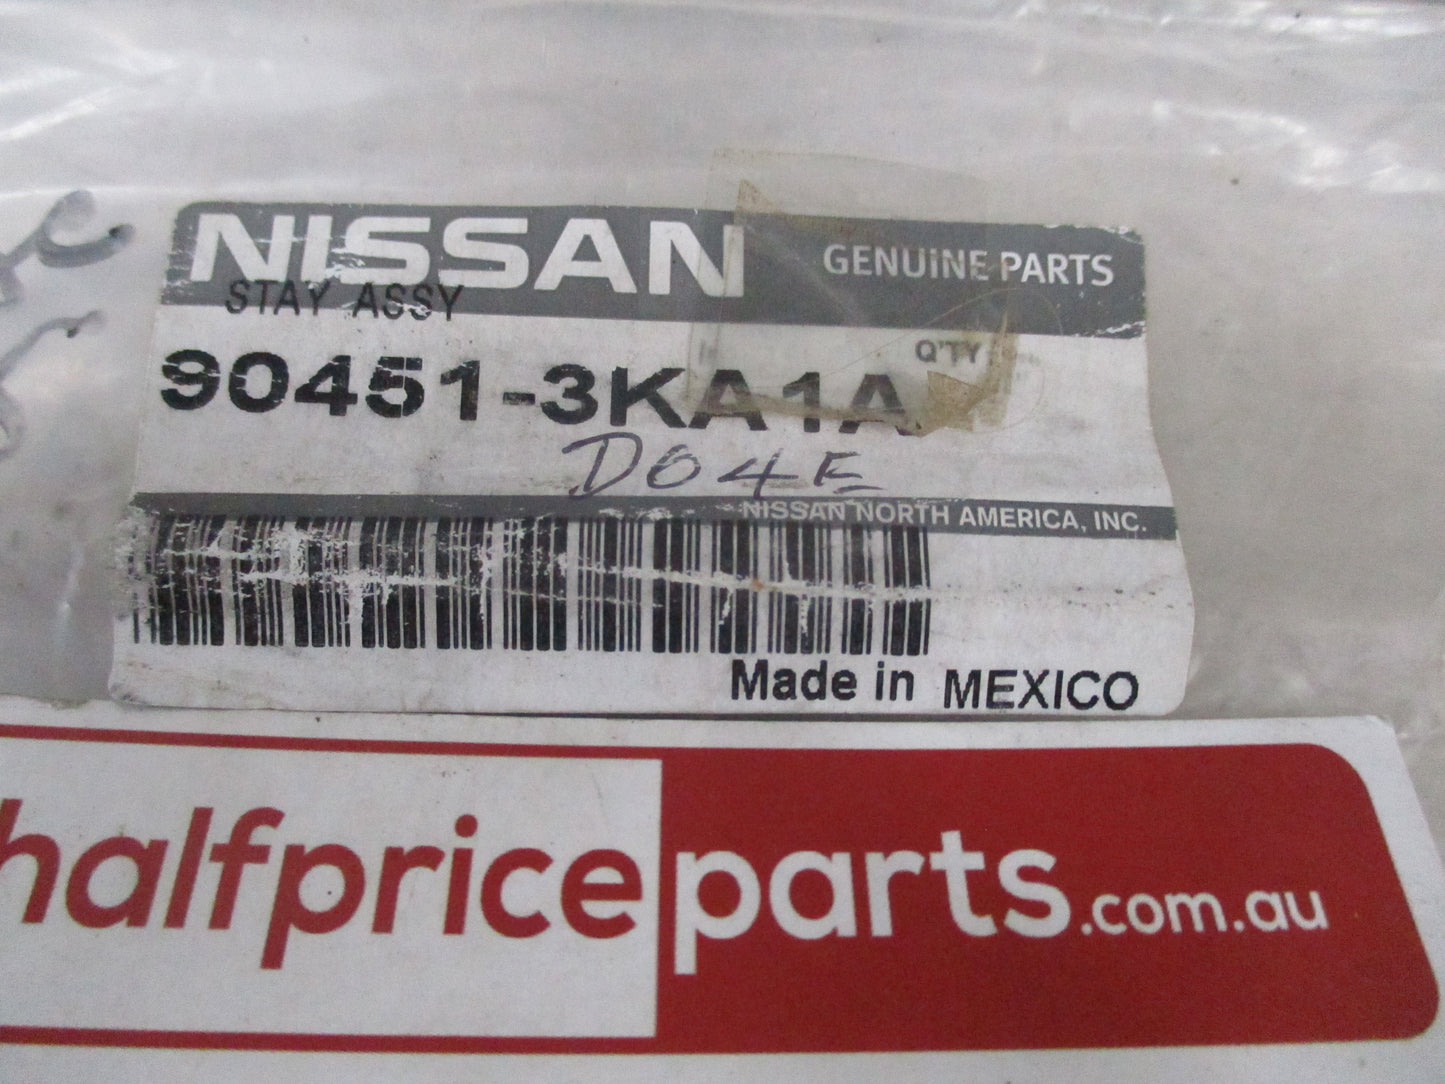 NISSAN GENUINE PARTS
STAY ASSY
90451-3KA1A Q'TY
D04E
NISSAN NORTH AMERICA, INC.
Made in MEXICO
halfpriceparts.com.au